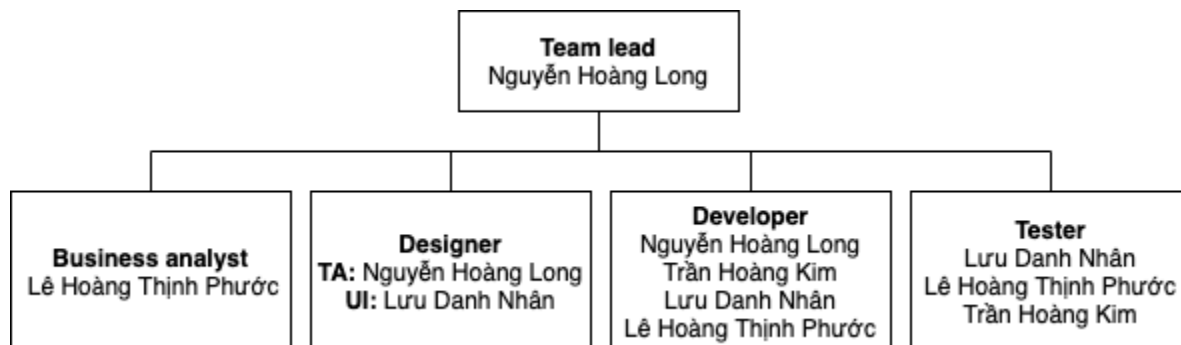 Team lead
Nguyễn Hoàng Long
Business analyst
Lê Hoàng Thịnh Phước
Designer
TA: Nguyễn Hoàng Long
UI: Lưu Danh Nhân
Developer
Nguyễn Hoàng Long
Trần Hoàng Kim
Lưu Danh Nhân
Lê Hoàng Thịnh Phước
Tester
Lưu Danh Nhân
Lê Hoàng Thịnh Phước
Trần Hoàng Kim